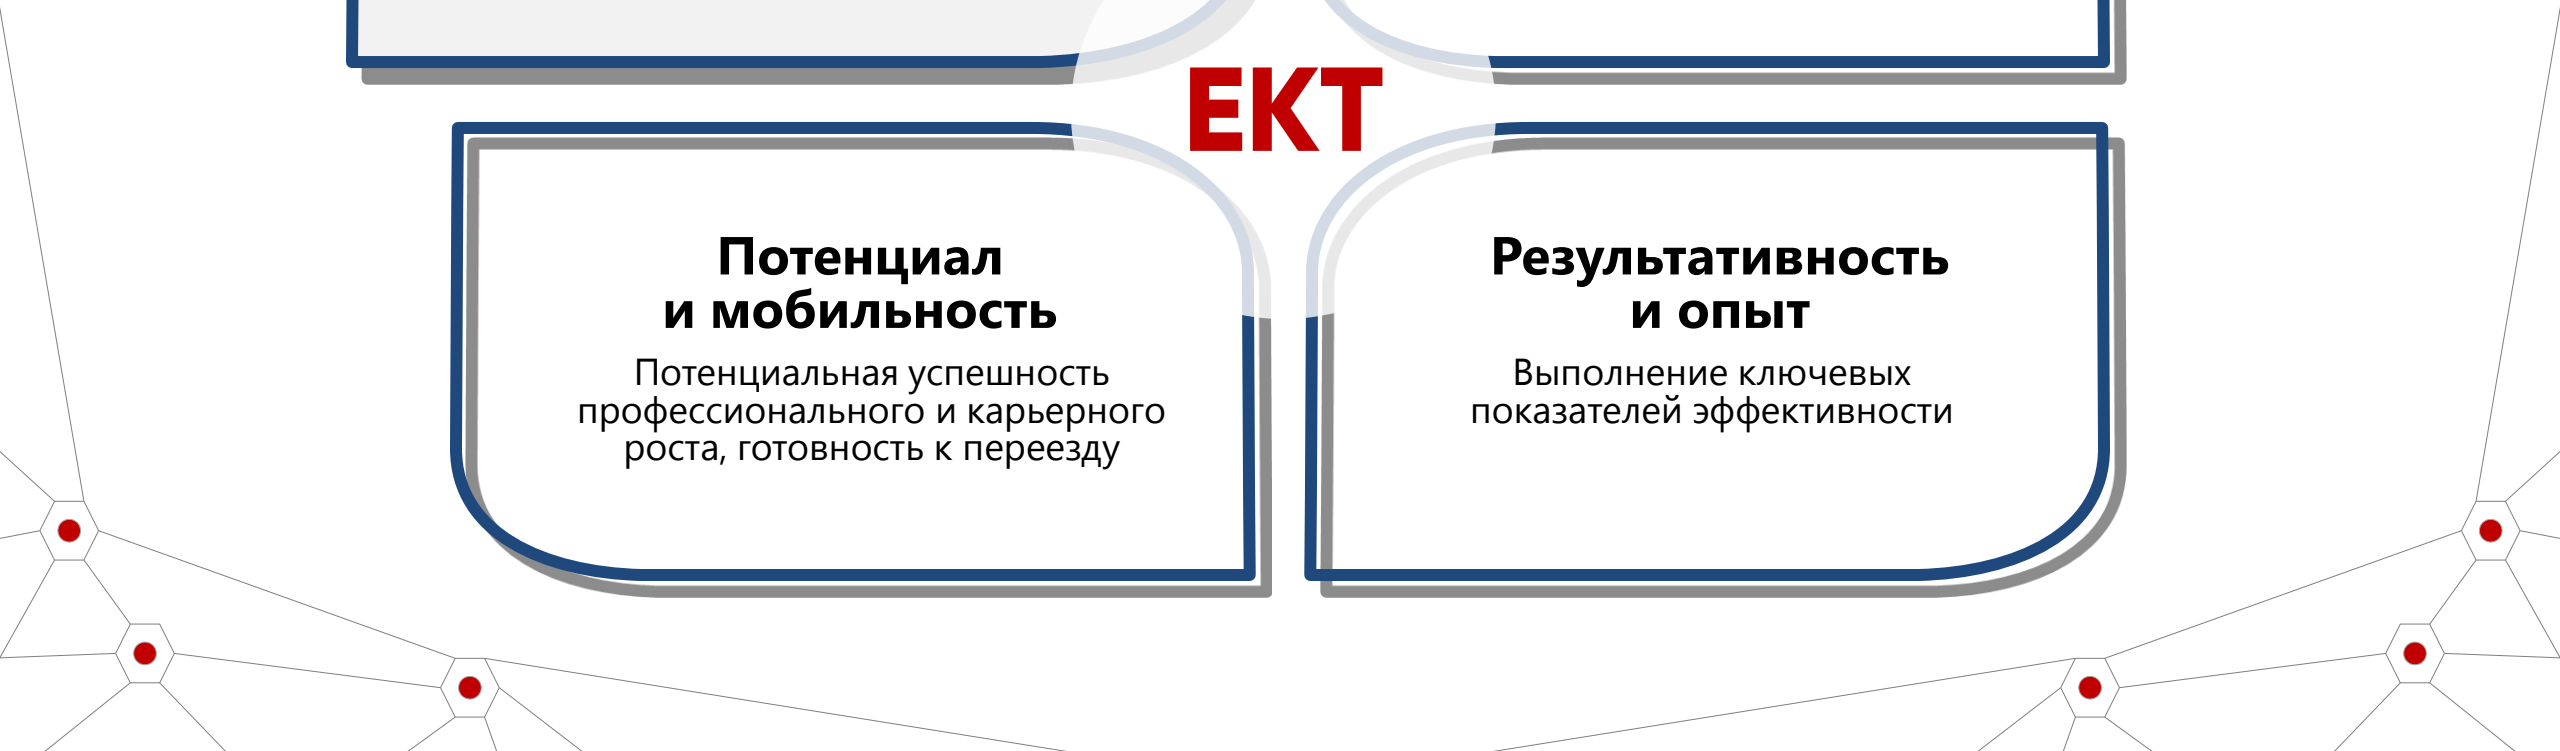 ЕКТ
Потенциал
и мобильность
Потенциальная успешность
профессионального и карьерного
роста, готовность к переезду
Результативность
и опыт
Выполнение ключевых
показателей эффективности